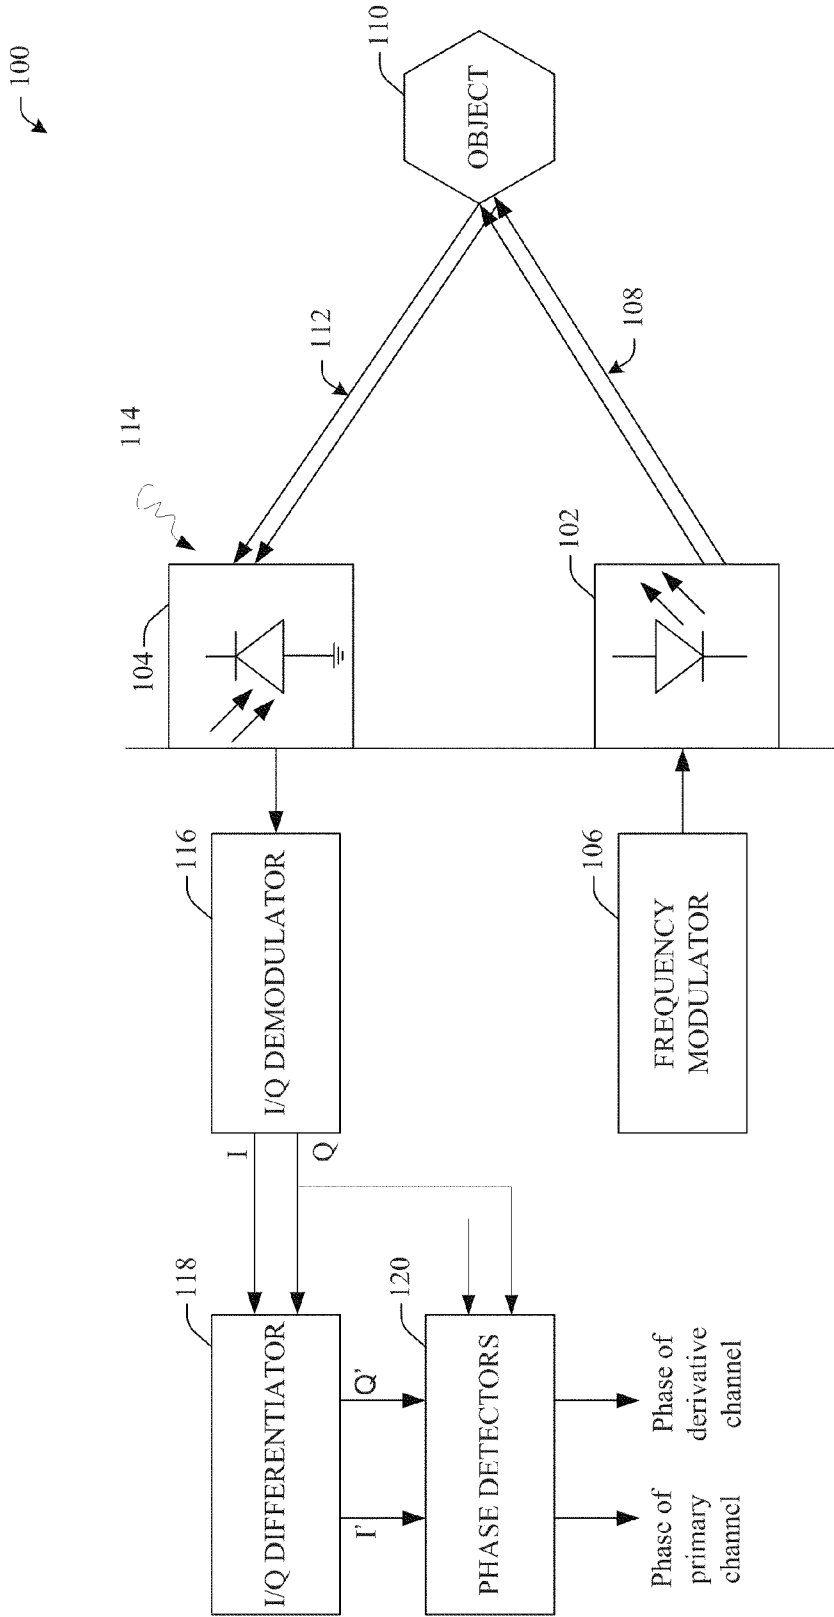 100
110
OBJECT
112
108
114
104
102
116
I/Q DEMODULATOR
106
FREQUENCY
MODULATOR
I
Q
118
I/Q DIFFERENTIATOR
120
PHASE DETECTORS
I'
Q'
Phase of
primary
channel
Phase of
derivative
channel